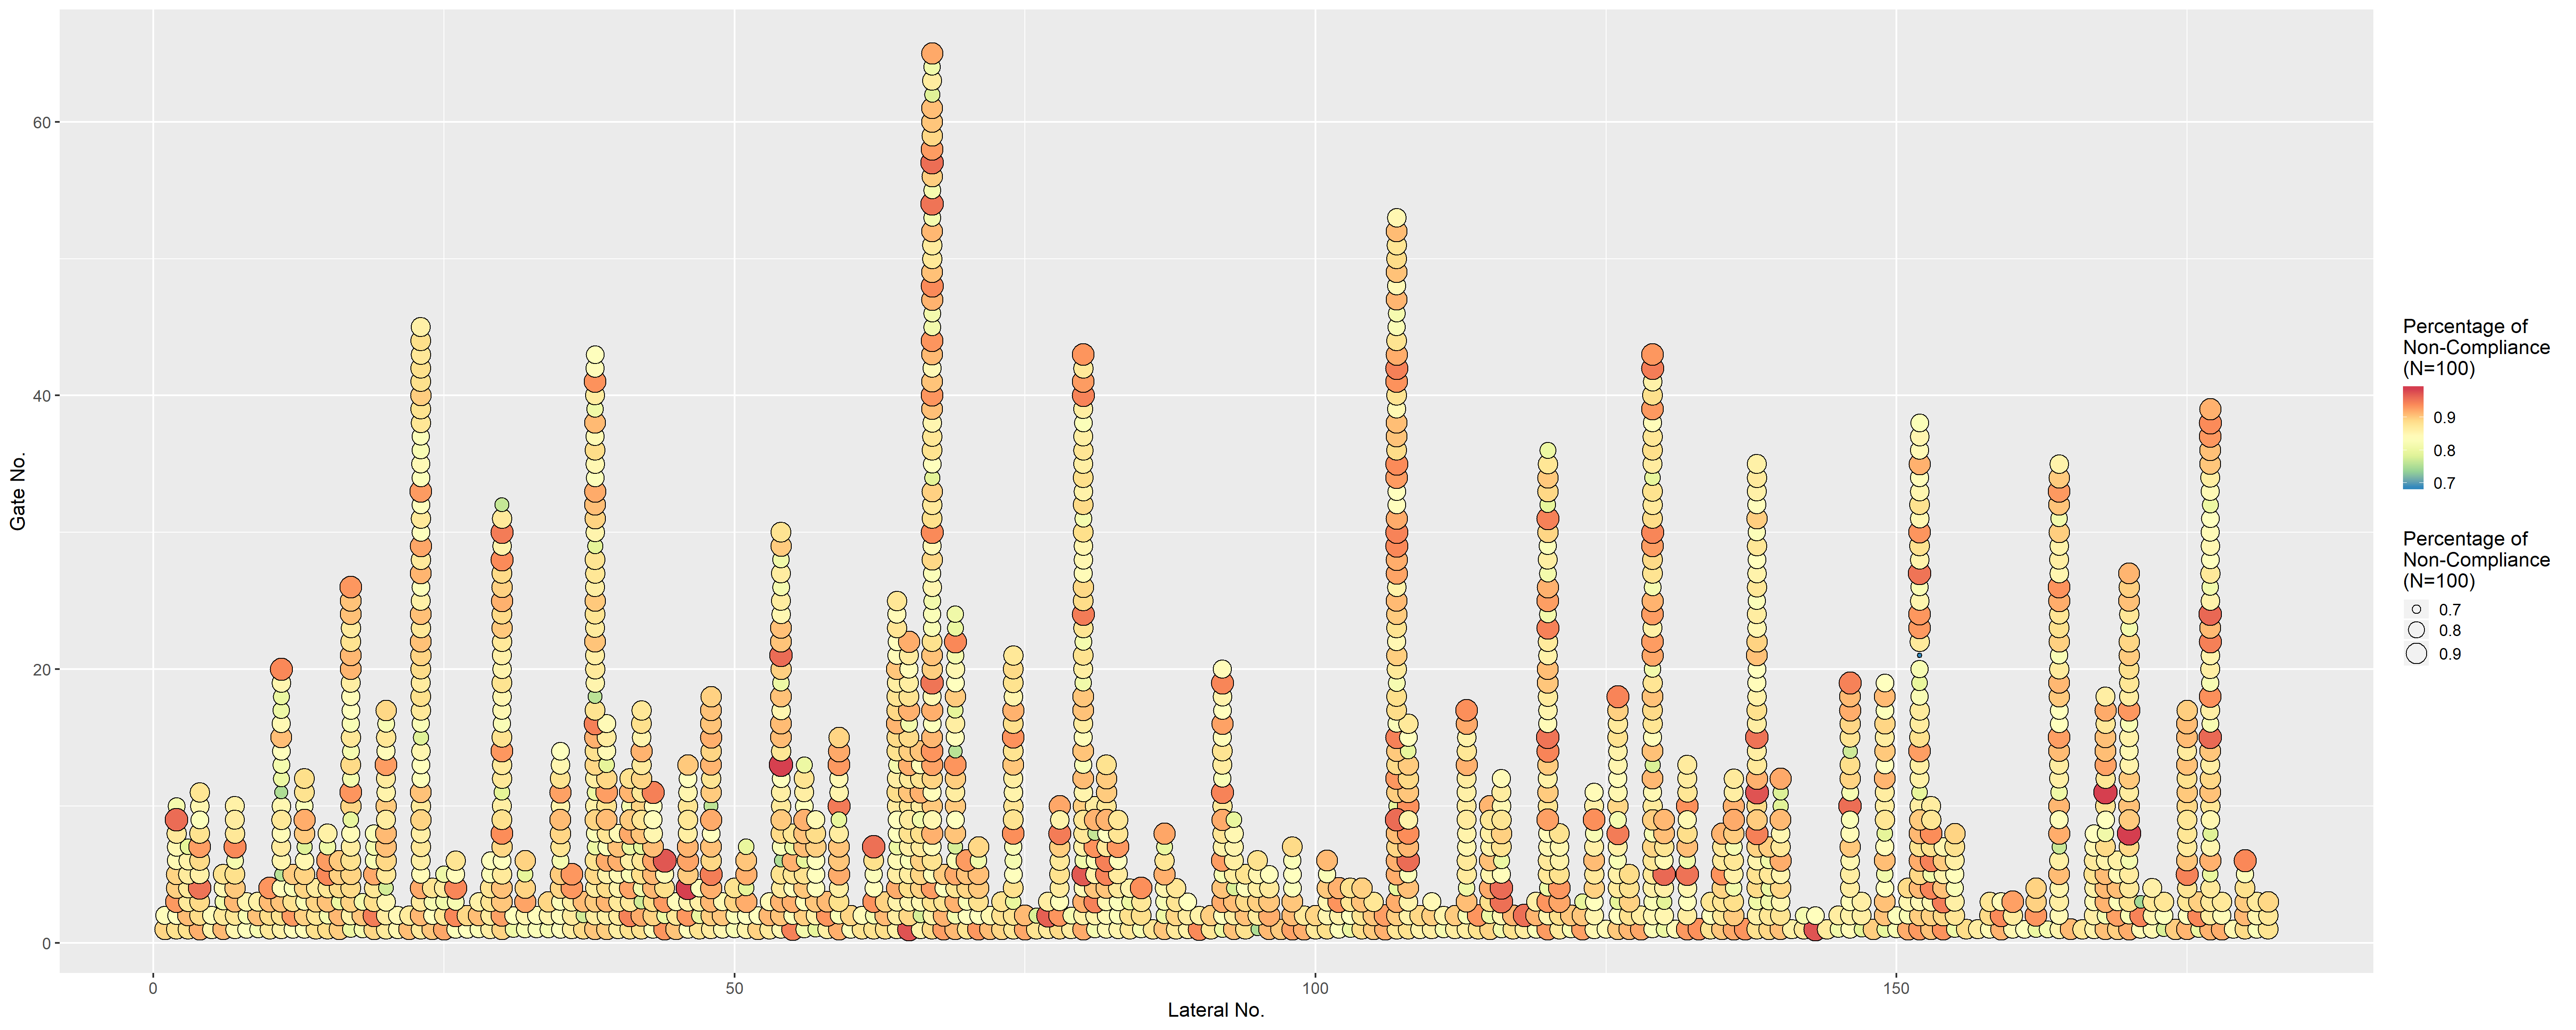 60
40
20
0
Gate No.
0
50
100
150
Lateral No.
Percentage of
Non-Compliance
(N=100)
0.9
0.8
0.7
Percentage of
Non-Compliance
(N=100)
0.7
0.8
0.9